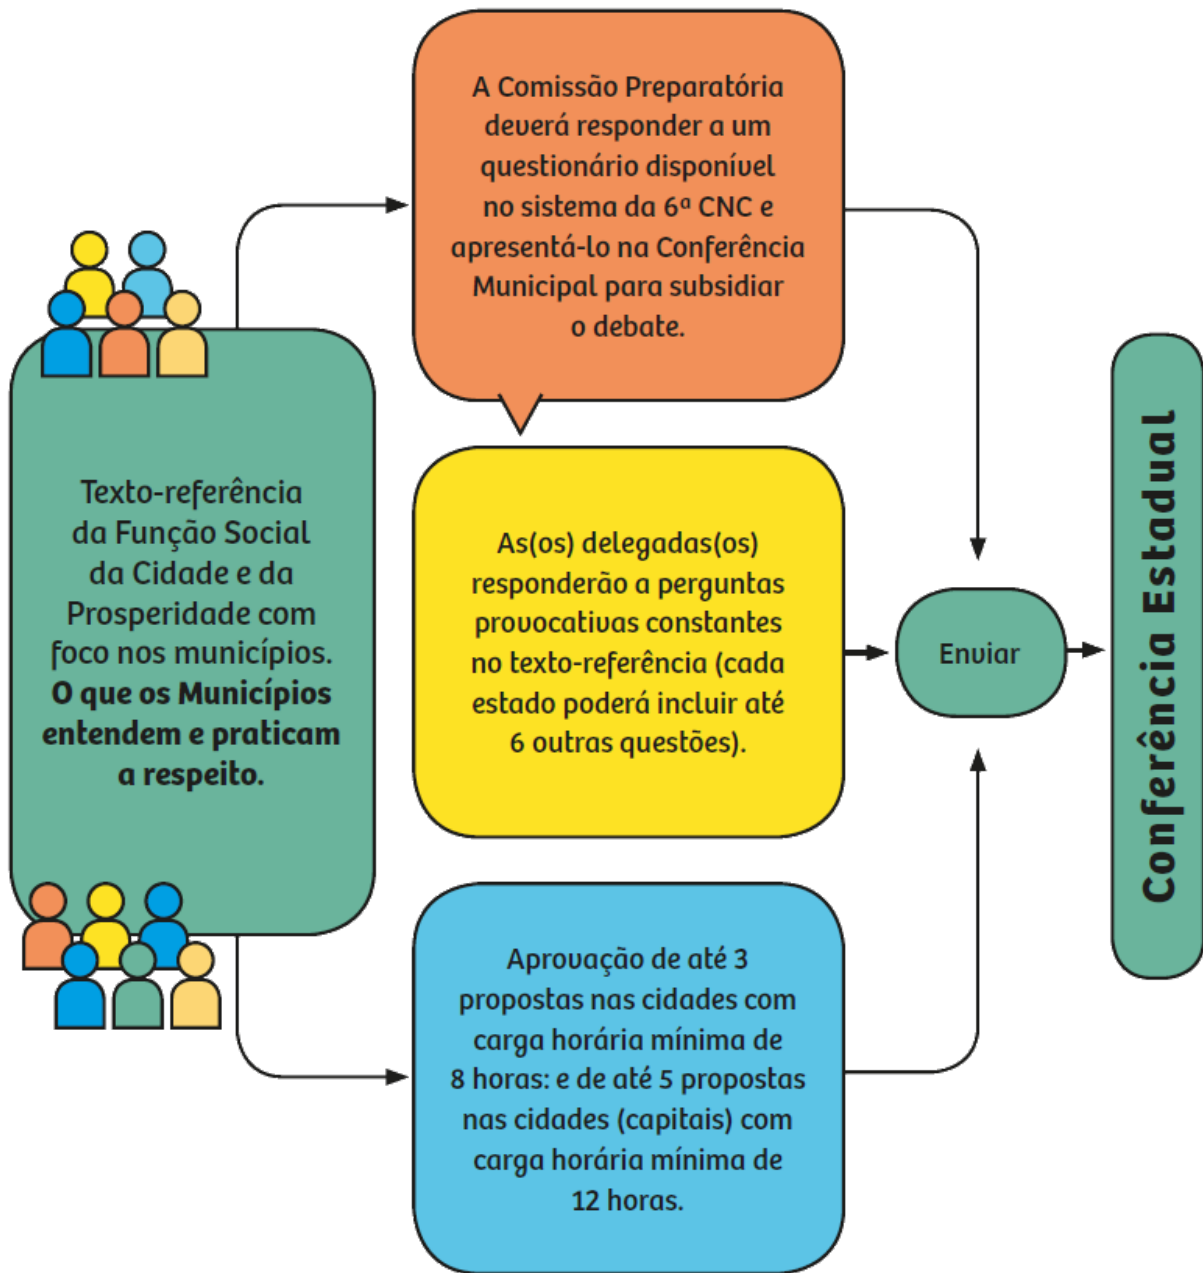 A Comissão Preparatória
deverá responder a um
questionário disponível
no sistema da 6ª CNC e
apresentá-lo na Conferência
Municipal para subsidiar
o debate.
Texto-referência
da Função Social
da Cidade e da
Prosperidade com
foco nos municípios.
O que os Municípios
entendem e praticam
a respeito.
As(os) delegadas(os)
responderão a perguntas
provocativas constantes
no texto-referência (cada
estado poderá incluir até
6 outras questões).
Aprovação de até 3
propostas nas cidades com
carga horária mínima de
8 horas: e de até 5 propostas
nas cidades (capitais) com
carga horária mínima de
12 horas.
Enviar
Conferência Estadual